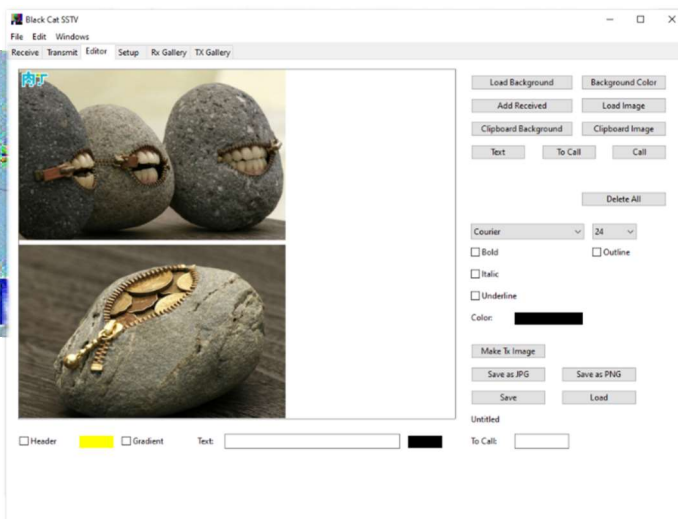 Black Cat SSTV
File Edit Windows
Receive Transmit Editor Setup Rx Gallery TX Gallery
肉丁
Load Background Background Color
Add Received Load Image
Clipboard Background Clipboard Image
Text To Call Call
Delete All
Courier 24
Bold Outline
Italic
Underline
Color:
Make Tx Image
Save as JPG Save as PNG
Save Load
Untitled
Header Gradient Text: To Call: